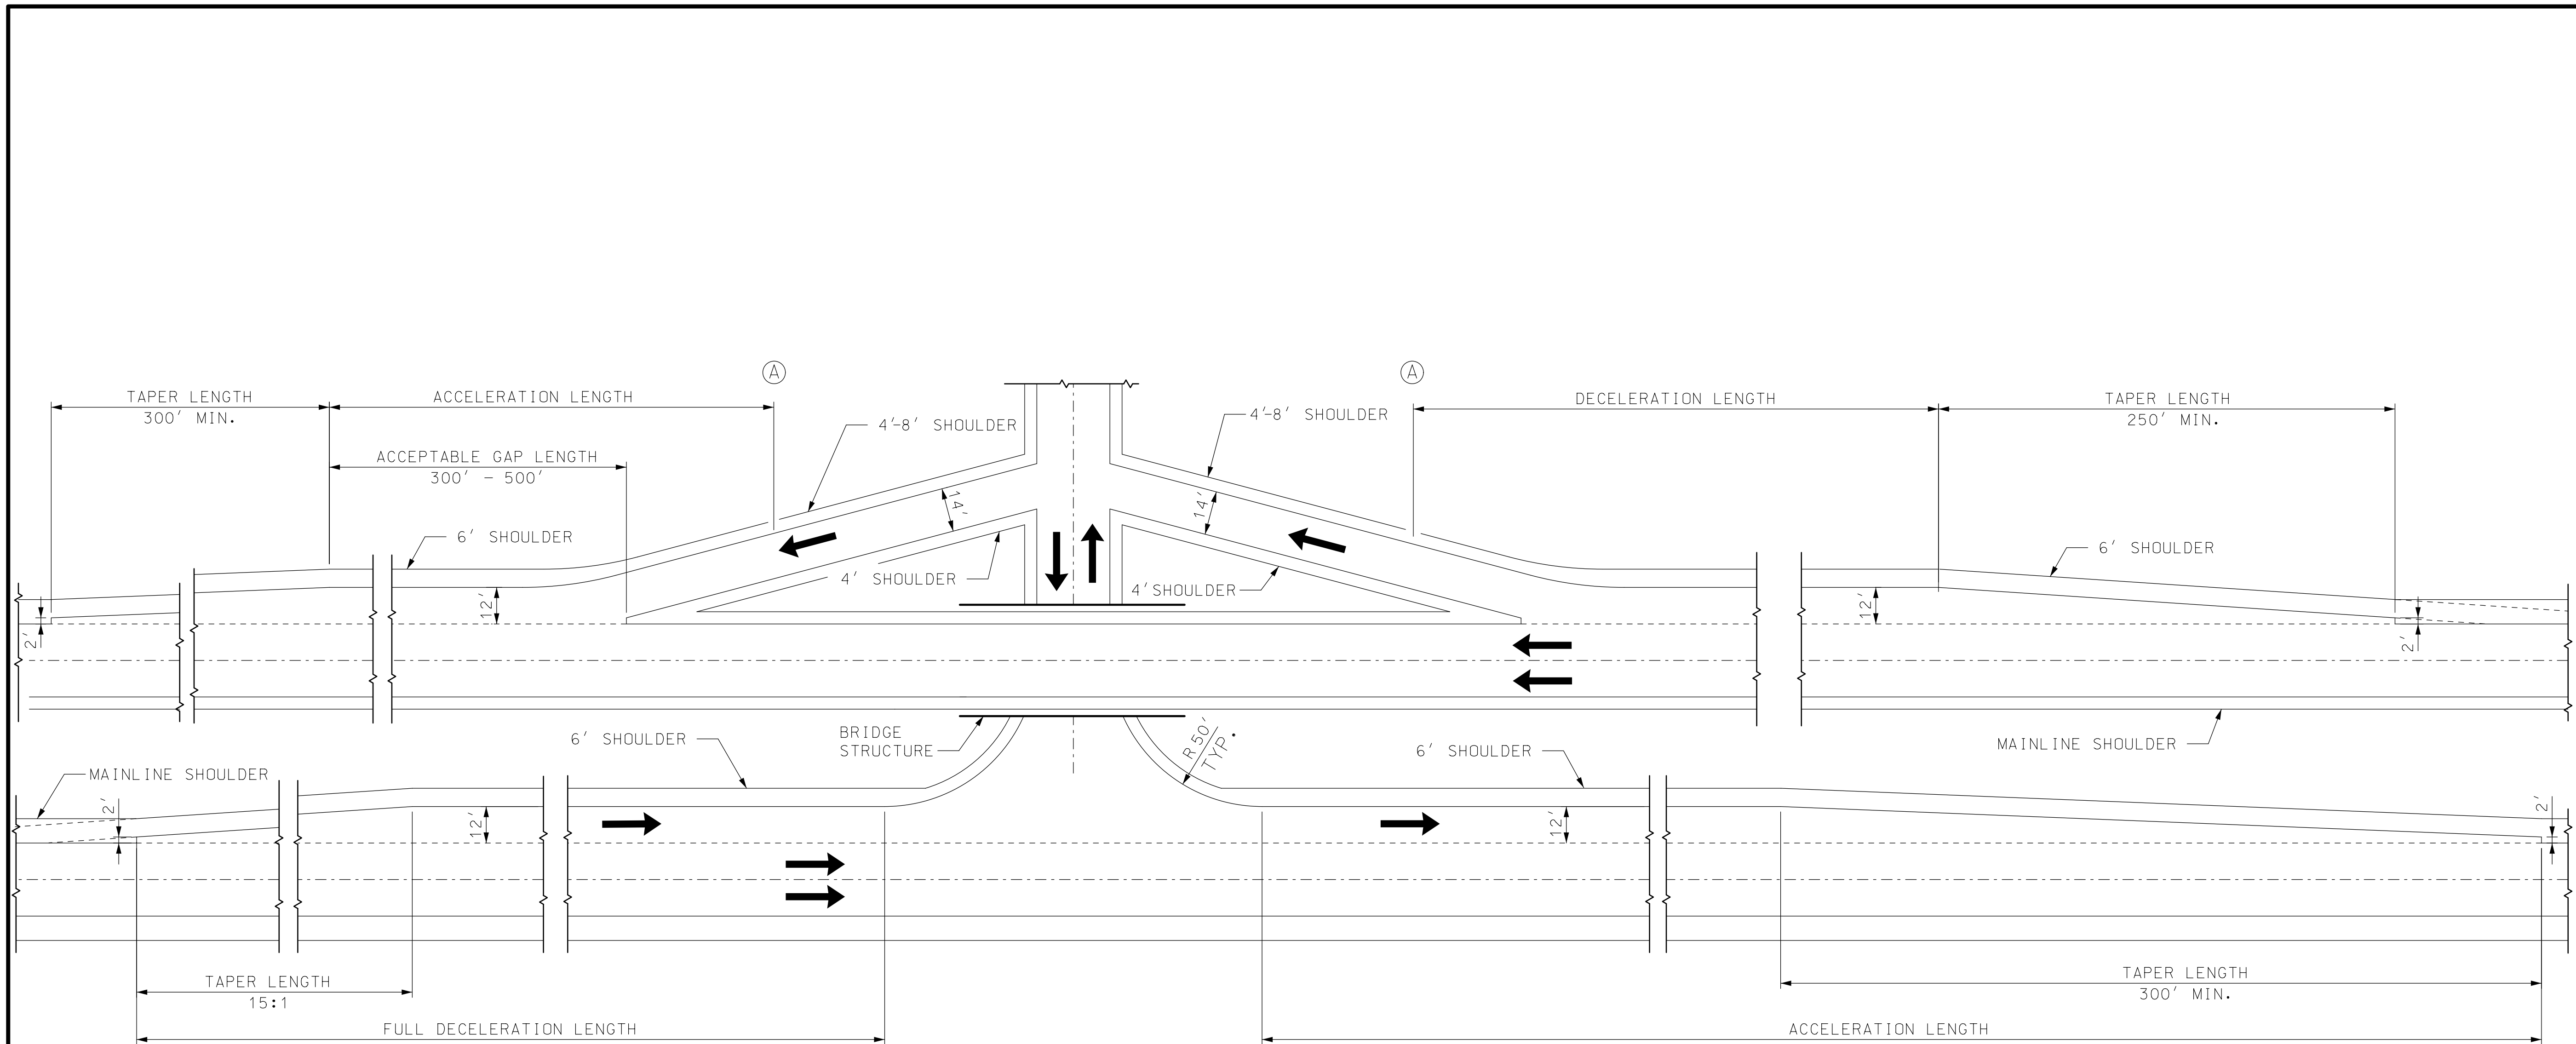 A
A
TAPER LENGTH
300' MIN.
ACCELERATION LENGTH
DECELERATION LENGTH
TAPER LENGTH
250' MIN.
4'-8' SHOULDER
4'-8' SHOULDER
ACCEPTABLE GAP LENGTH
300' - 500'
14'
14'
6' SHOULDER
6' SHOULDER
4' SHOULDER
4' SHOULDER
12'
12'
2'
2'
BRIDGE
STRUCTURE
R 50'
TYP.
6' SHOULDER
6' SHOULDER
MAINLINE SHOULDER
MAINLINE SHOULDER
2'
12'
12'
2'
TAPER LENGTH
15:1
TAPER LENGTH
300' MIN.
FULL DECELERATION LENGTH
ACCELERATION LENGTH